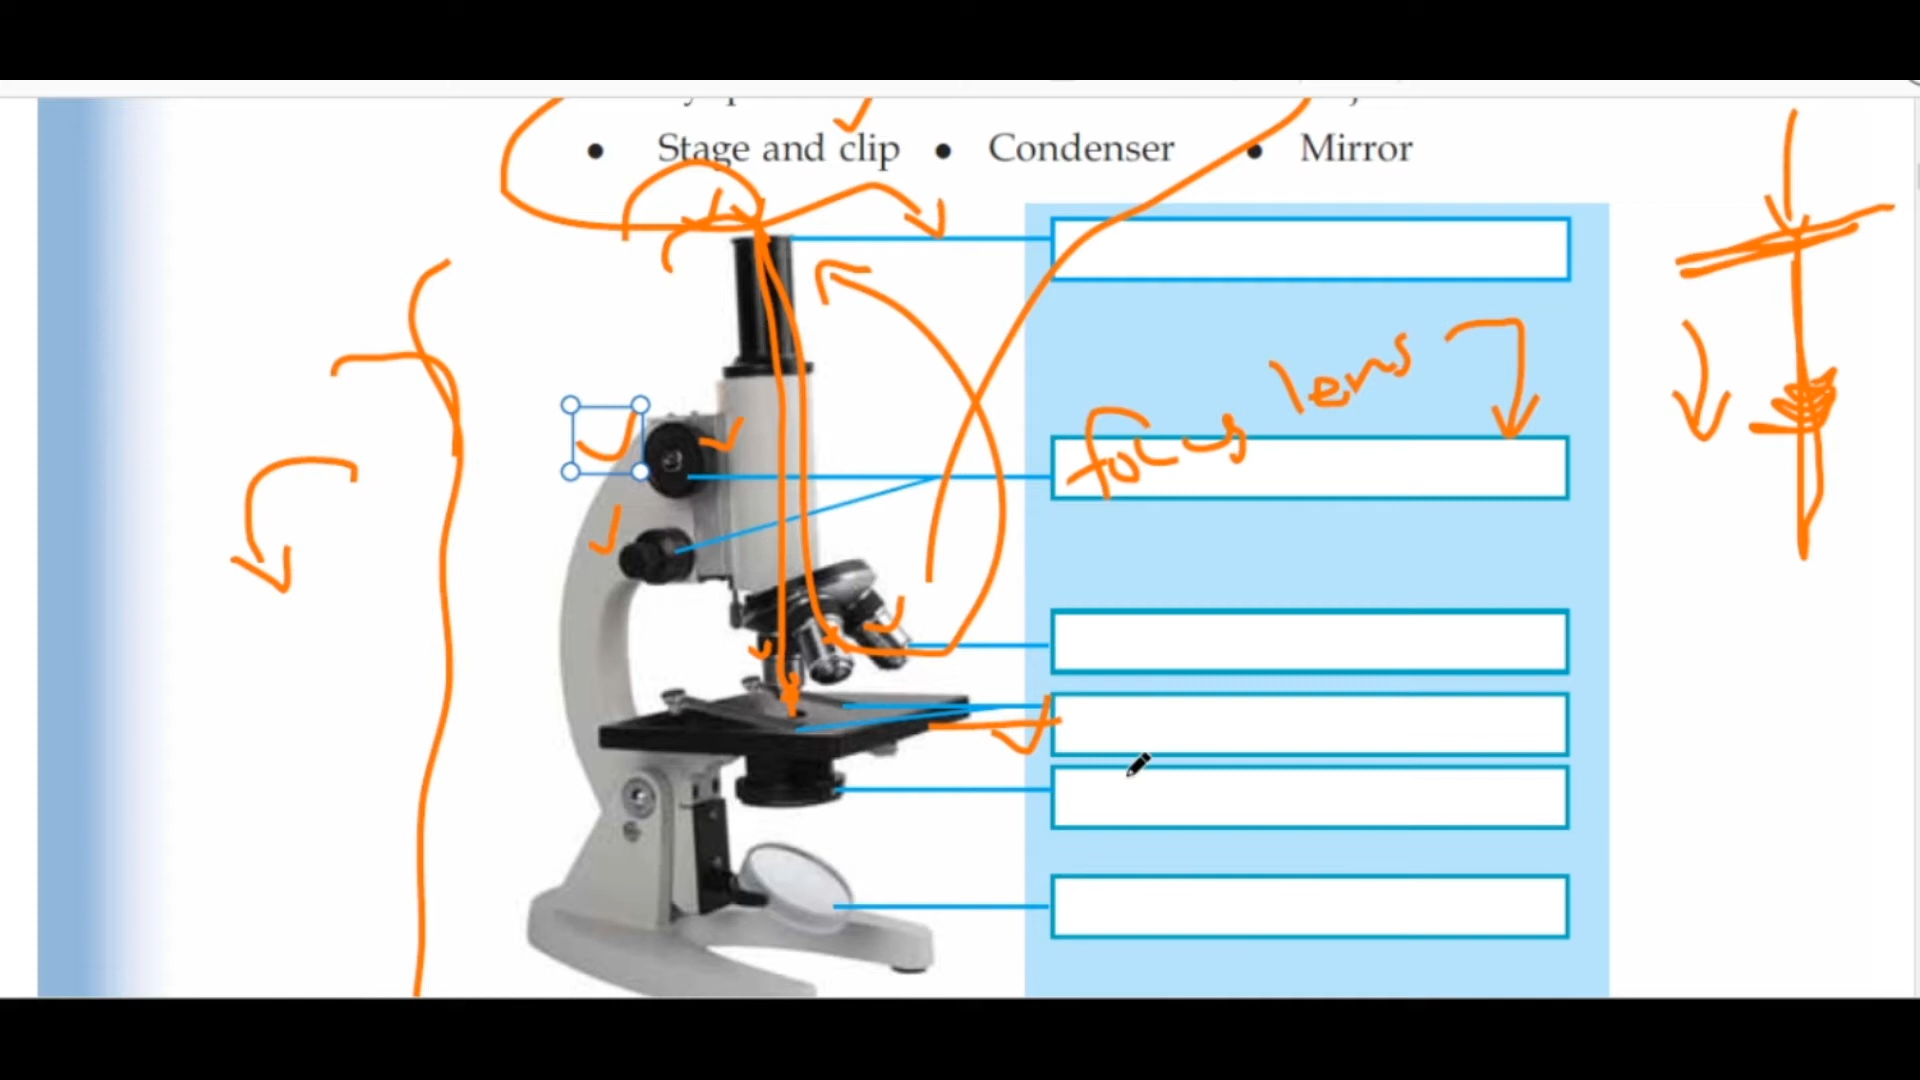 • Stage and clip • Condenser • Mirror
focus lens